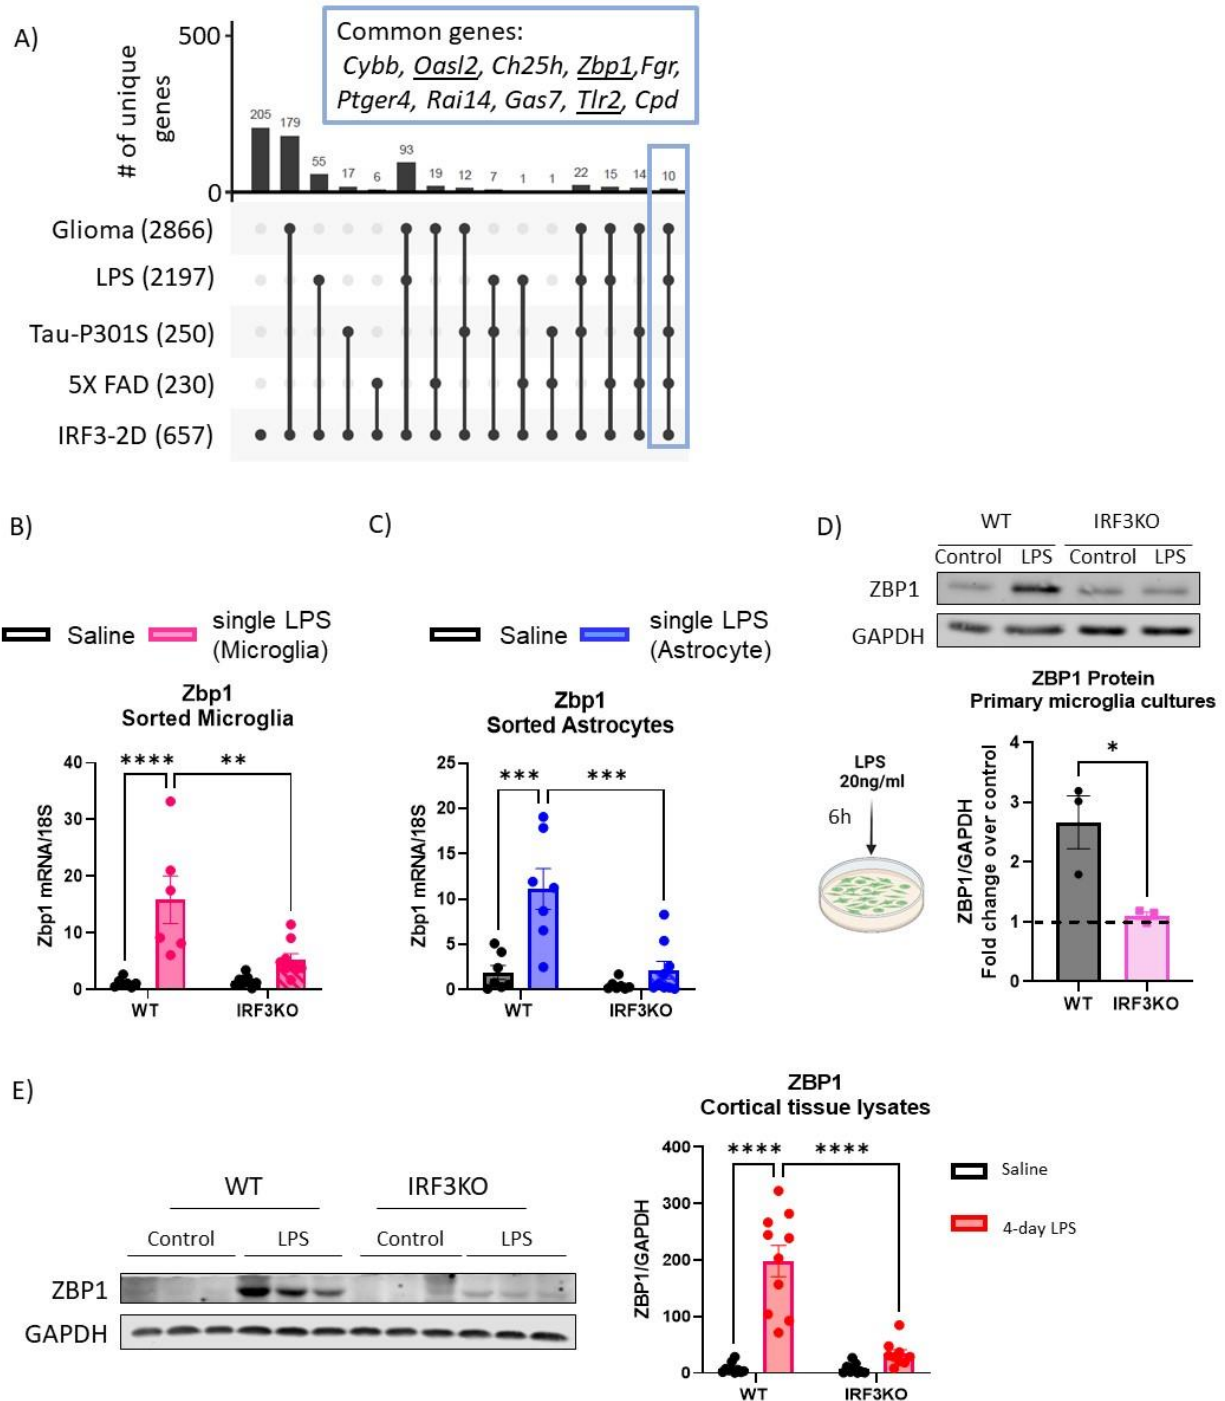 A)
500
0
# of unique
genes
Common genes:
Cybb, Oasl2, Ch25h, Zbp1,Fgr,
Ptger4, Rai14, Gas7, Tlr2, Cpd
205 179 55 17 6 93 19 12 7 1 1 22 15 14 10
Glioma (2866)
LPS (2197)
Tau-P301S (250)
5X FAD (230)
IRF3-2D (657)
B)
Saline
single LPS
(Microglia)
Zbp1
Sorted Microglia
**** **
Zbp1 mRNA/18S
40
30
20
10
0
WT IRF3KO
C)
Saline
single LPS
(Astrocyte)
Zbp1
Sorted Astrocytes
*** ***
Zbp1 mRNA/18S
25
20
15
10
5
0
WT IRF3KO
D)
WT IRF3KO
Control LPS Control LPS
ZBP1
GAPDH
LPS
20ng/ml
6h
ZBP1 Protein
Primary microglia cultures
*
ZBP1/GAPDH
Fold change over control
4
3
2
1
0
WT IRF3KO
E)
WT IRF3KO
Control LPS Control LPS
ZBP1
GAPDH
ZBP1
Cortical tissue lysates
**** ****
ZBP1/GAPDH
400
300
200
100
0
WT IRF3KO
Saline
4-day LPS